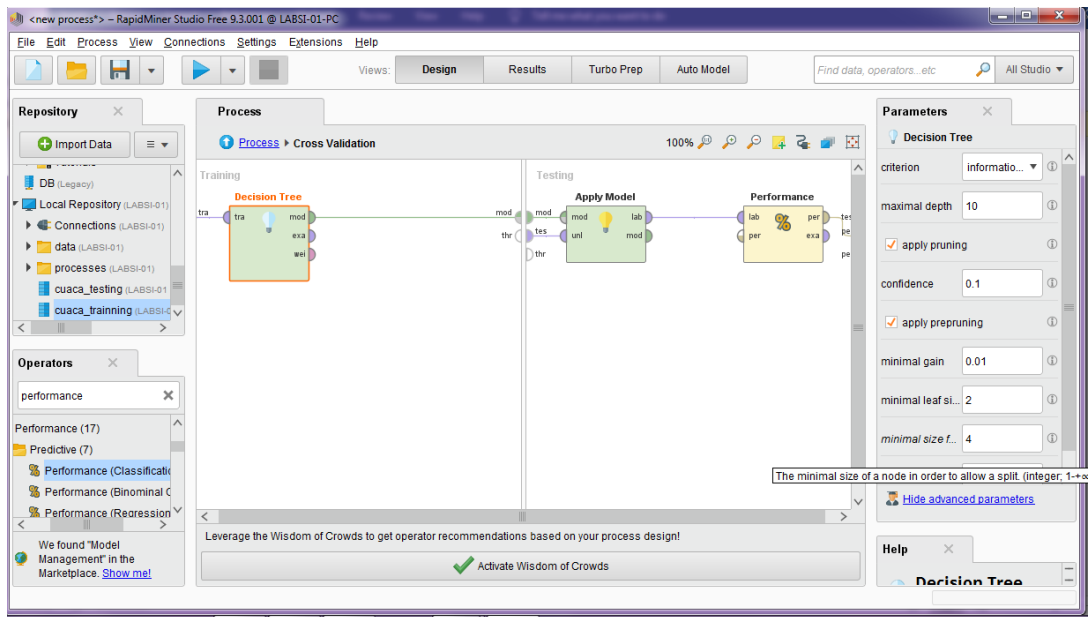 <new process*> – RapidMiner Studio Free 9.3.001 @ LABSI-01-PC
File Edit Process View Connections Settings Extensions Help
Views: Design Results Turbo Prep Auto Model Find data, operators...etc All Studio
Repository
Import Data
DB (Legacy)
Local Repository (LABSI-01)
Connections (LABSI-01)
data (LABSI-01)
processes (LABSI-01)
cuaca_testing (LABSI-01
cuaca_trainning (LABSI-0
Operators
performance
Performance (17)
Predictive (7)
Performance (Classificatio
Performance (Binominal C
Performance (Regression
We found "Model
Management" in the
Marketplace. Show me!
Process
Process Cross Validation 100%
Training
Decision Tree
tra tra mod mod
exa thr
wei
Testing
Apply Model
mod mod lab
tes unl mod
thr
Performance
lab per tes
per exa pe
pe
Leverage the Wisdom of Crowds to get operator recommendations based on your process design!
Activate Wisdom of Crowds
Parameters
Decision Tree
criterion informatio...
maximal depth 10
apply pruning
confidence 0.1
apply prepruning
minimal gain 0.01
minimal leaf si... 2
minimal size f... 4
The minimal size of a node in order to allow a split. (integer; 1-+∞
Hide advanced parameters
Help
Decision Tree